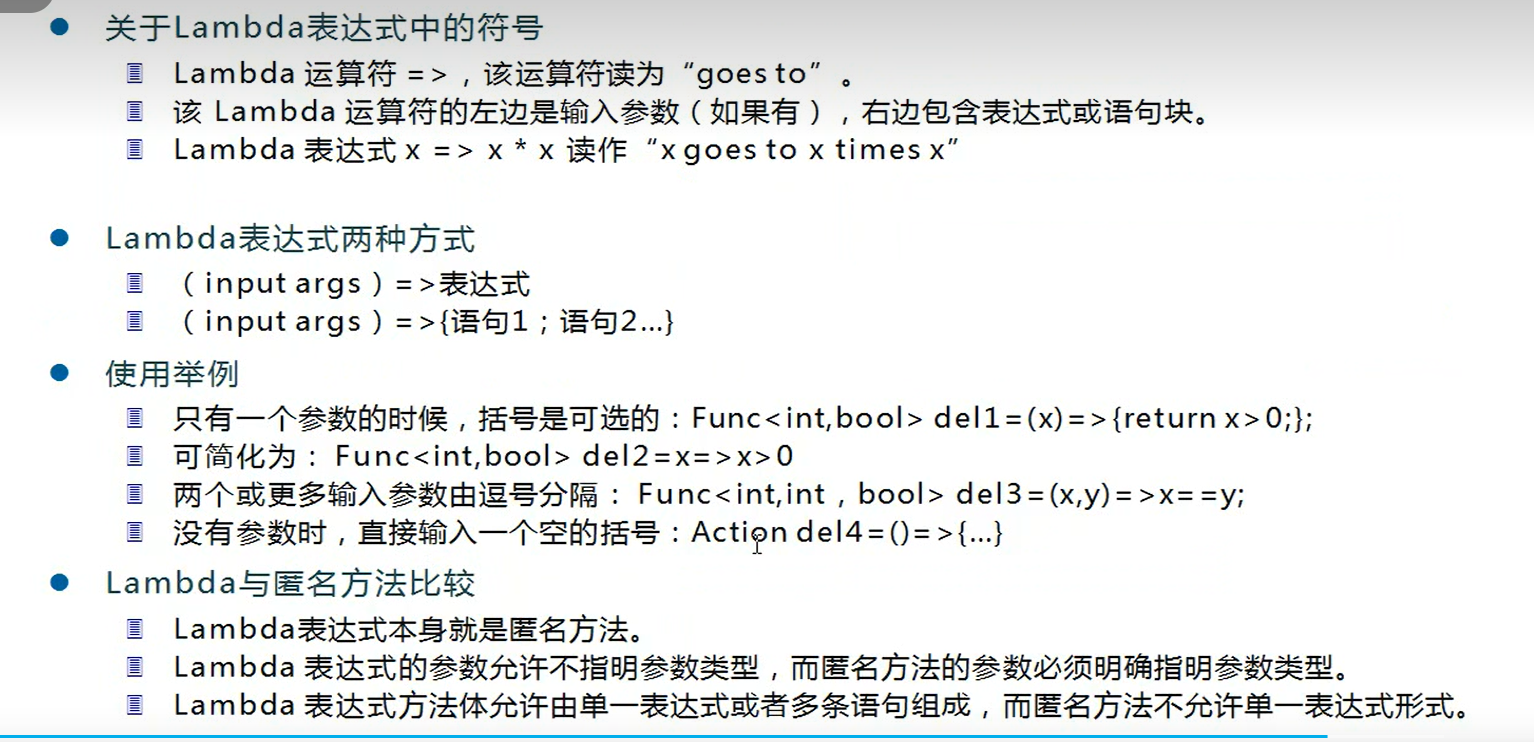 关于Lambda表达式中的符号
Lambda 运算符 =>，该运算符读为“goes to”。
该 Lambda 运算符的左边是输入参数（如果有），右边包含表达式或语句块。
Lambda 表达式 x => x * x 读作“x goes to x times x”
Lambda表达式两种方式
（input args）=>表达式
（input args）=>{语句1；语句2…}
使用举例
只有一个参数的时候，括号是可选的：Func<int,bool> del1=(x)=>{return x>0;};
可简化为： Func<int,bool> del2=x=>x>0
两个或更多输入参数由逗号分隔： Func<int,int，bool> del3=(x,y)=>x==y;
没有参数时，直接输入一个空的括号：Action del4=()=>{…}
Lambda与匿名方法比较
Lambda表达式本身就是匿名方法。
Lambda 表达式的参数允许不指明参数类型，而匿名方法的参数必须明确指明参数类型。
Lambda 表达式方法体允许由单一表达式或者多条语句组成，而匿名方法不允许单一表达式形式。